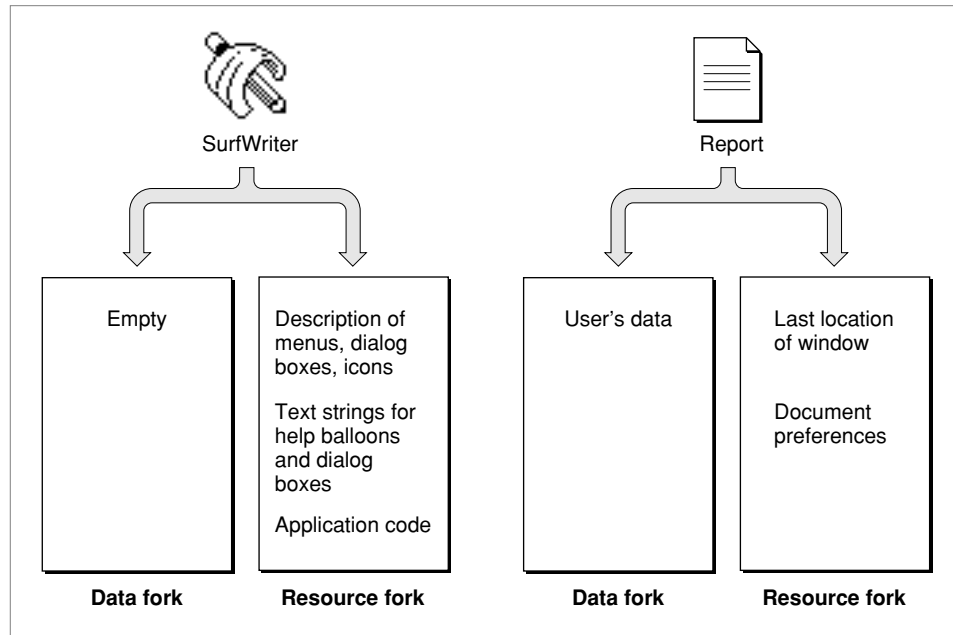 SurfWriter
Report
Empty
Description of
menus, dialog
boxes, icons
Text strings for
help balloons
and dialog
boxes
Application code
User's data
Last location
of window
Document
preferences
Data fork
Resource fork
Data fork
Resource fork